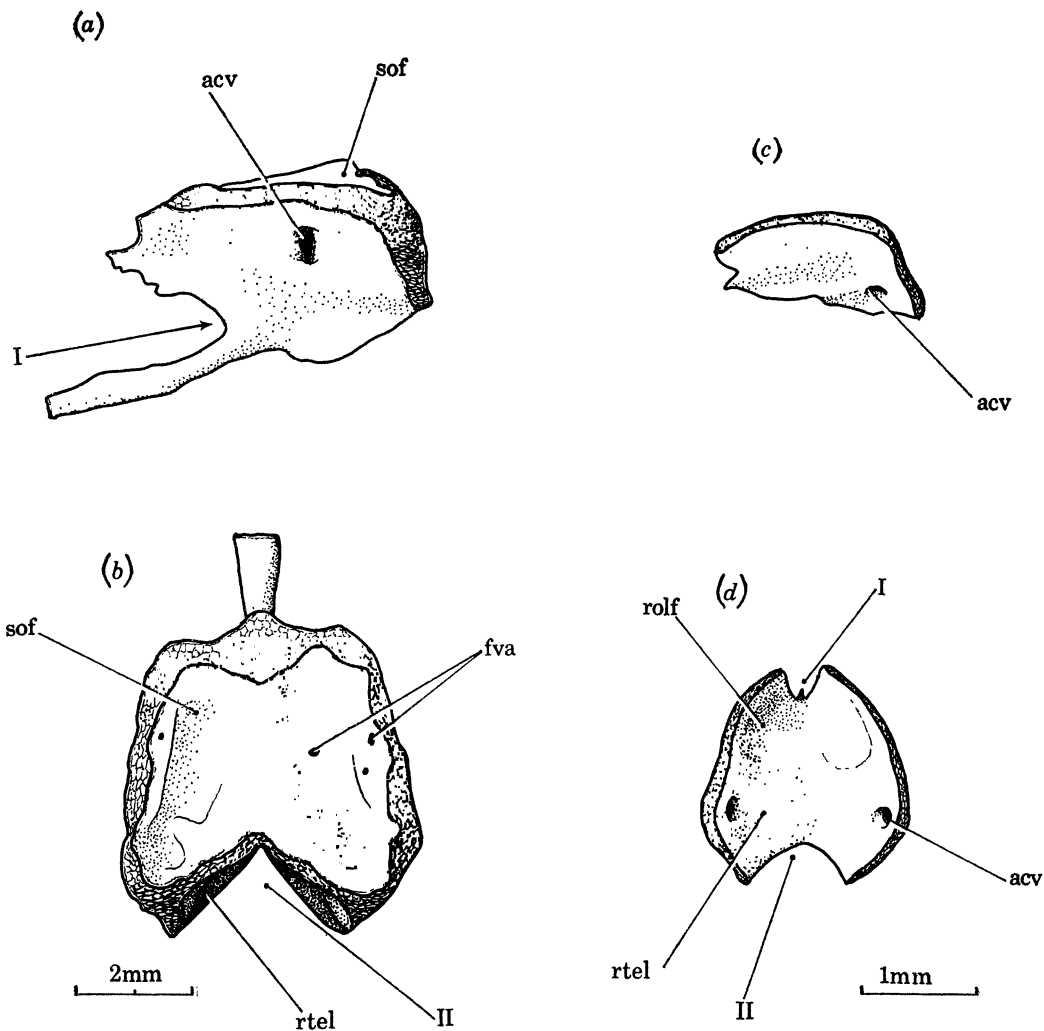 (a)
acv
sof
I
(c)
acv
(b)
sof
fva
2mm
rtel
II
(d)
I
rolf
acv
rtel
II
1mm